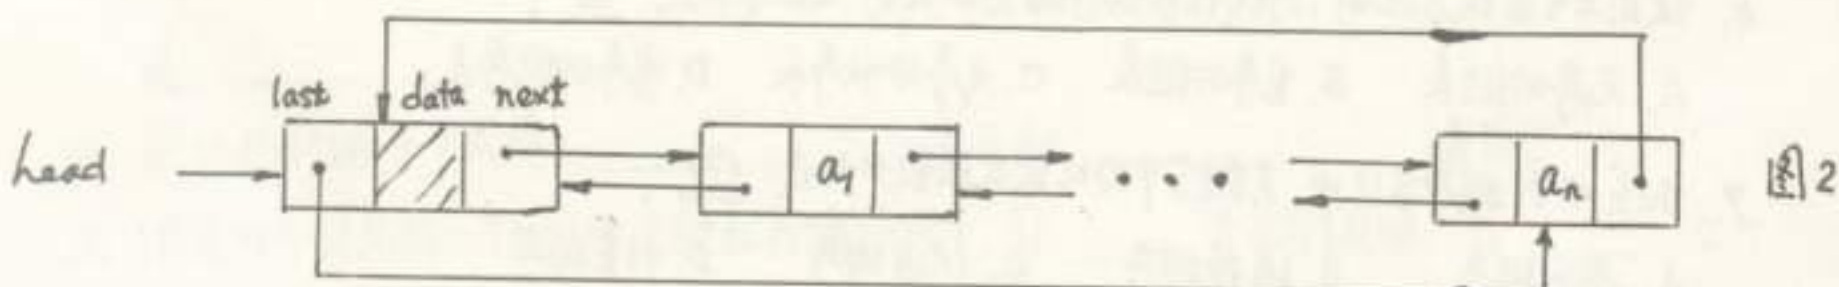 last data next
head a₁ • • • aₙ 图2